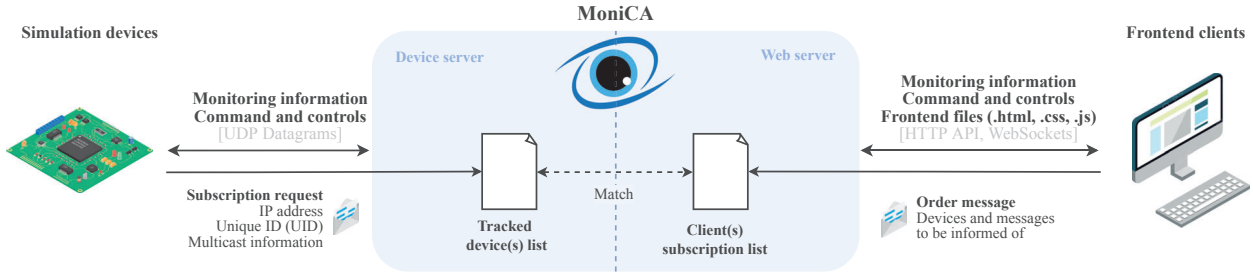 MoniCA
Simulation devices
Frontend clients
Device server
Web server
Monitoring information
Command and controls
[UDP Datagrams]
Monitoring information
Command and controls
Frontend files (.html, .css, .js)
[HTTP API, WebSockets]
Subscription request
IP address
Unique ID (UID)
Multicast information
Match
Tracked
device(s) list
Client(s)
subscription list
Order message
Devices and messages
to be informed of